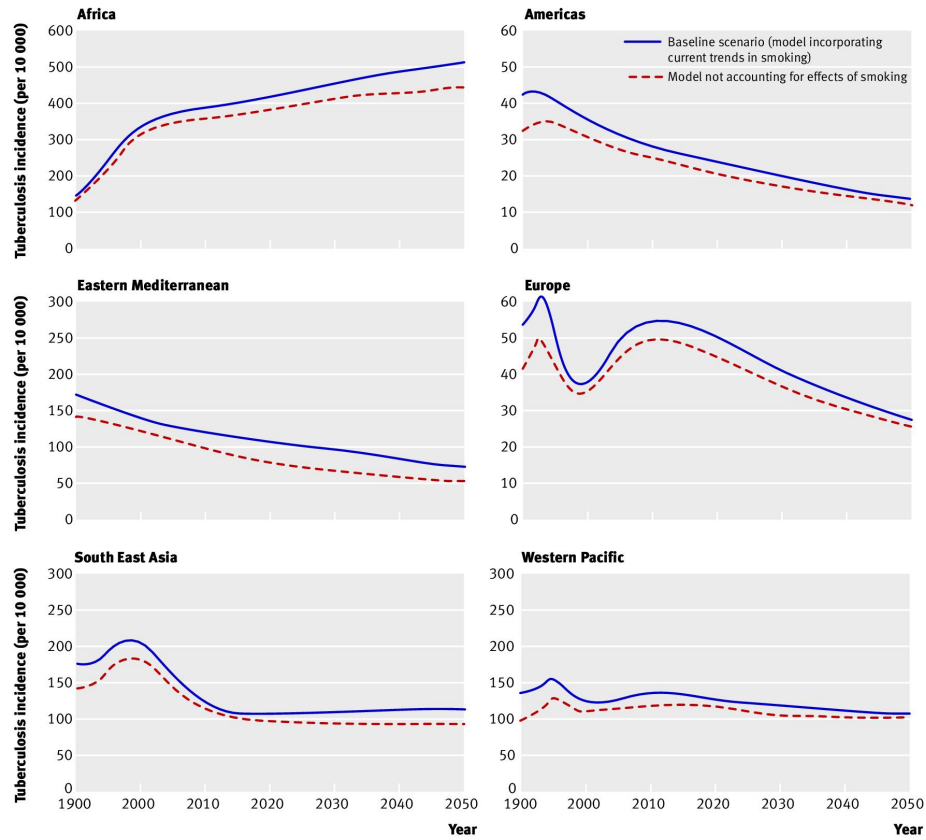 Africa
Tuberculosis incidence (per 10 000)
600
500
400
300
200
100
0
Americas
60
50
40
30
20
10
0
Baseline scenario (model incorporating
current trends in smoking)
Model not accounting for effects of smoking
Eastern Mediterranean
Tuberculosis incidence (per 10 000)
300
250
200
150
100
50
0
Europe
60
50
40
30
20
10
0
South East Asia
Tuberculosis incidence (per 10 000)
300
250
200
150
100
50
0
1900 2000 2010 2020 2030 2040 2050
Year
Western Pacific
300
250
200
150
100
50
0
1900 2000 2010 2020 2030 2040 2050
Year